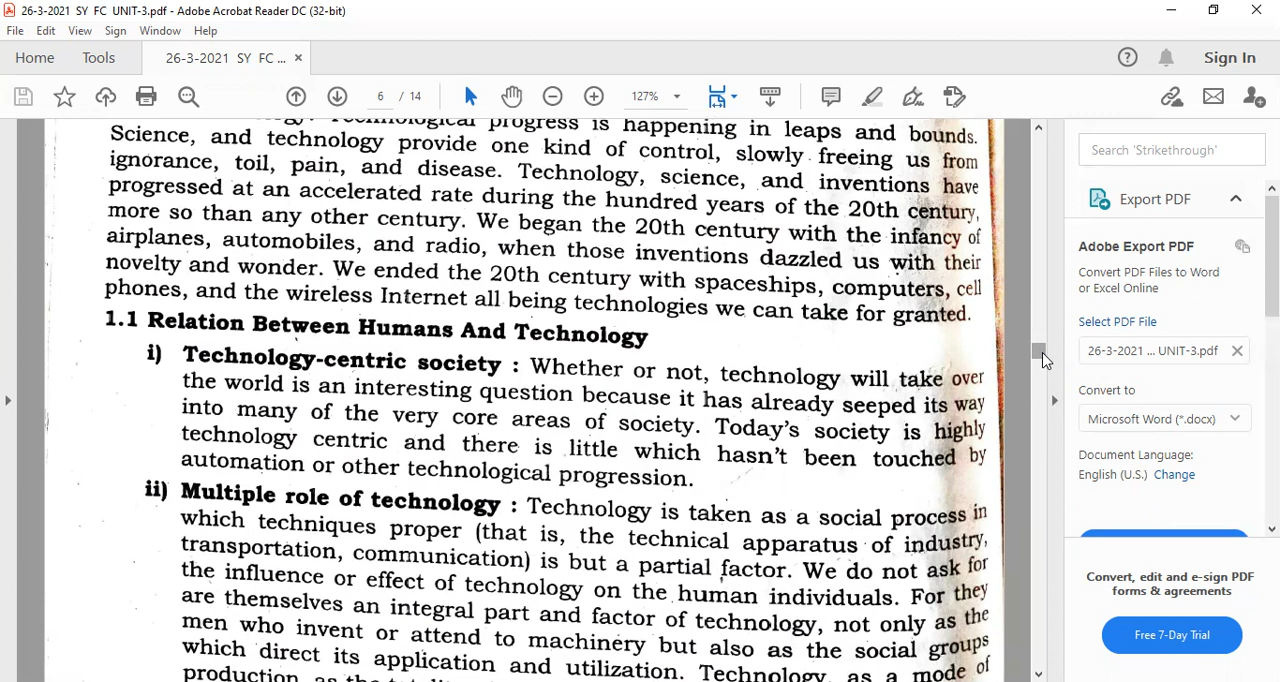 26-3-2021 SY FC UNIT-3.pdf - Adobe Acrobat Reader DC (32-bit)
File Edit View Sign Window Help
Home Tools 26-3-2021 SY FC ... × Sign In
6 / 14 127%
Technological progress is happening in leaps and bounds.
Science, and technology provide one kind of control, slowly freeing us from
ignorance, toil, pain, and disease. Technology, science, and inventions have
progressed at an accelerated rate during the hundred years of the 20th century,
more so than any other century. We began the 20th century with the infancy of
airplanes, automobiles, and radio, when those inventions dazzled us with their
novelty and wonder. We ended the 20th century with spaceships, computers, cell
phones, and the wireless Internet all being technologies we can take for granted.
1.1 Relation Between Humans And Technology
i) Technology-centric society : Whether or not, technology will take over
the world is an interesting question because it has already seeped its way
into many of the very core areas of society. Today's society is highly
technology centric and there is little which hasn't been touched by
automation or other technological progression.
ii) Multiple role of technology : Technology is taken as a social process in
which techniques proper (that is, the technical apparatus of industry,
transportation, communication) is but a partial factor. We do not ask for
the influence or effect of technology on the human individuals. For they
are themselves an integral part and factor of technology, not only as the
men who invent or attend to machinery but also as the social groups
which direct its application and utilization. Technology, as a mode of
production, as the
Search 'Strikethrough'
Export PDF
Adobe Export PDF
Convert PDF Files to Word
or Excel Online
Select PDF File
26-3-2021 ... UNIT-3.pdf
Convert to
Microsoft Word (*.docx)
Document Language:
English (U.S.) Change
Convert, edit and e-sign PDF
forms & agreements
Free 7-Day Trial